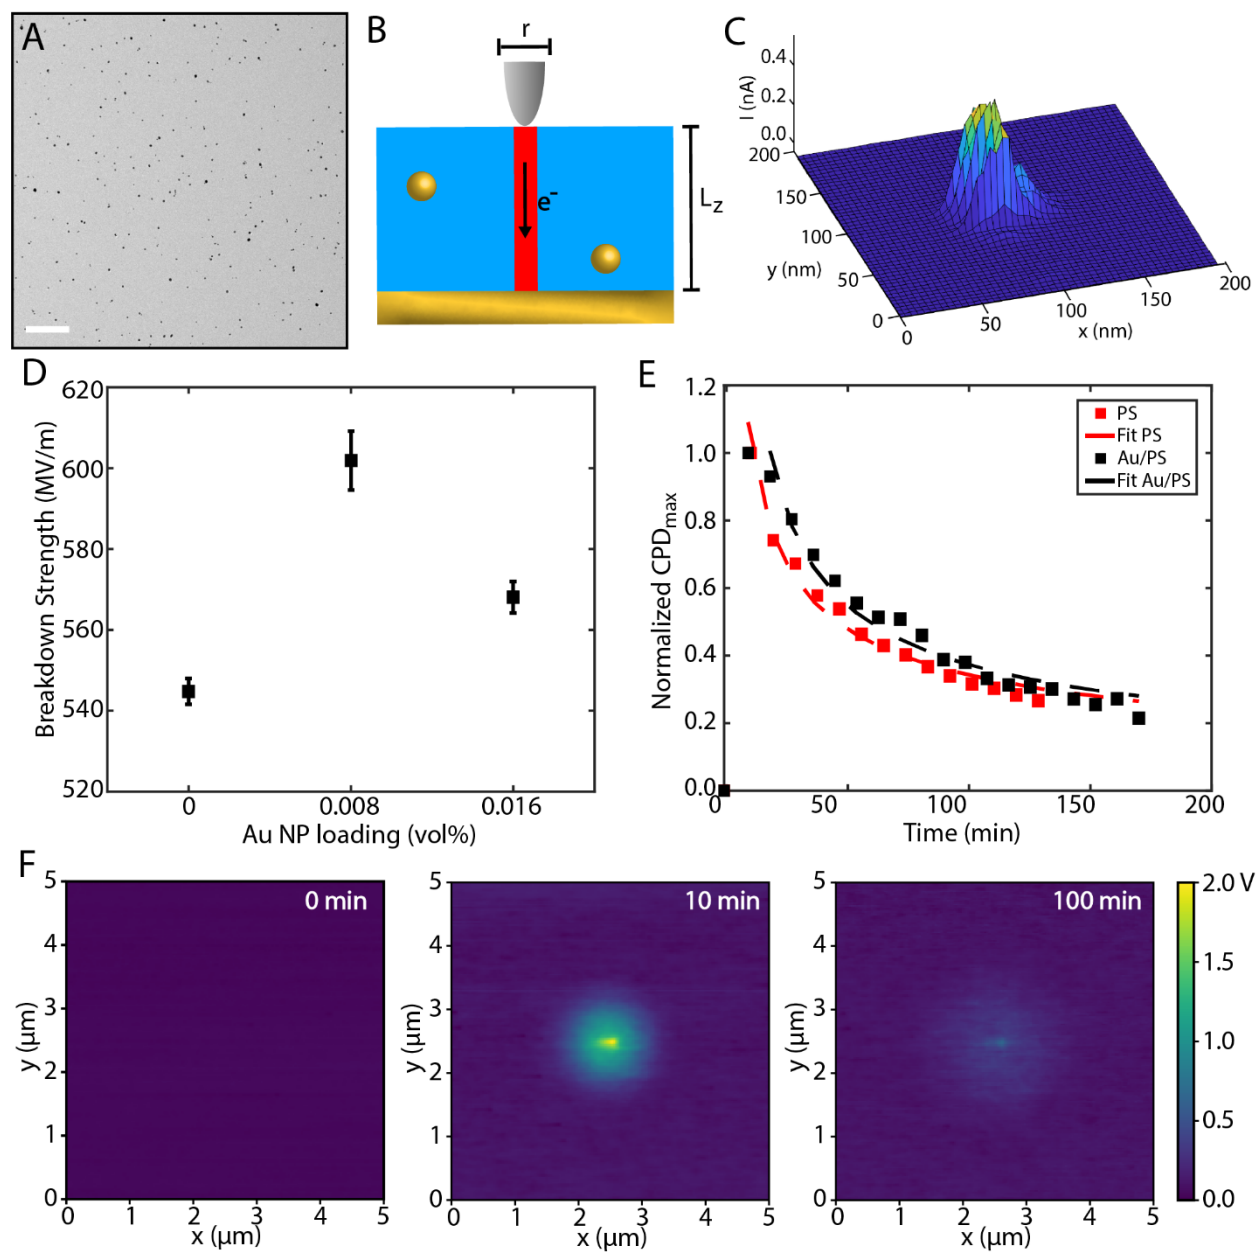 A
B
r
e-
Lz
C
I (nA)
0.4
0.2
0.0
200
150
100
50
0
y (nm)
0
50
100
150
200
x (nm)
D
Breakdown Strength (MV/m)
620
600
580
560
540
520
0
0.008
0.016
Au NP loading (vol%)
E
Normalized CPDmax
1.2
1.0
0.8
0.6
0.4
0.2
0.0
0
50
100
150
200
Time (min)
PS
Fit PS
Au/PS
Fit Au/PS
F
0 min
y (μm)
5
4
3
2
1
0
0
1
2
3
4
5
x (μm)
10 min
y (μm)
5
4
3
2
1
0
0
1
2
3
4
5
x (μm)
100 min
y (μm)
5
4
3
2
1
0
0
1
2
3
4
5
x (μm)
2.0 V
1.5
1.0
0.5
0.0